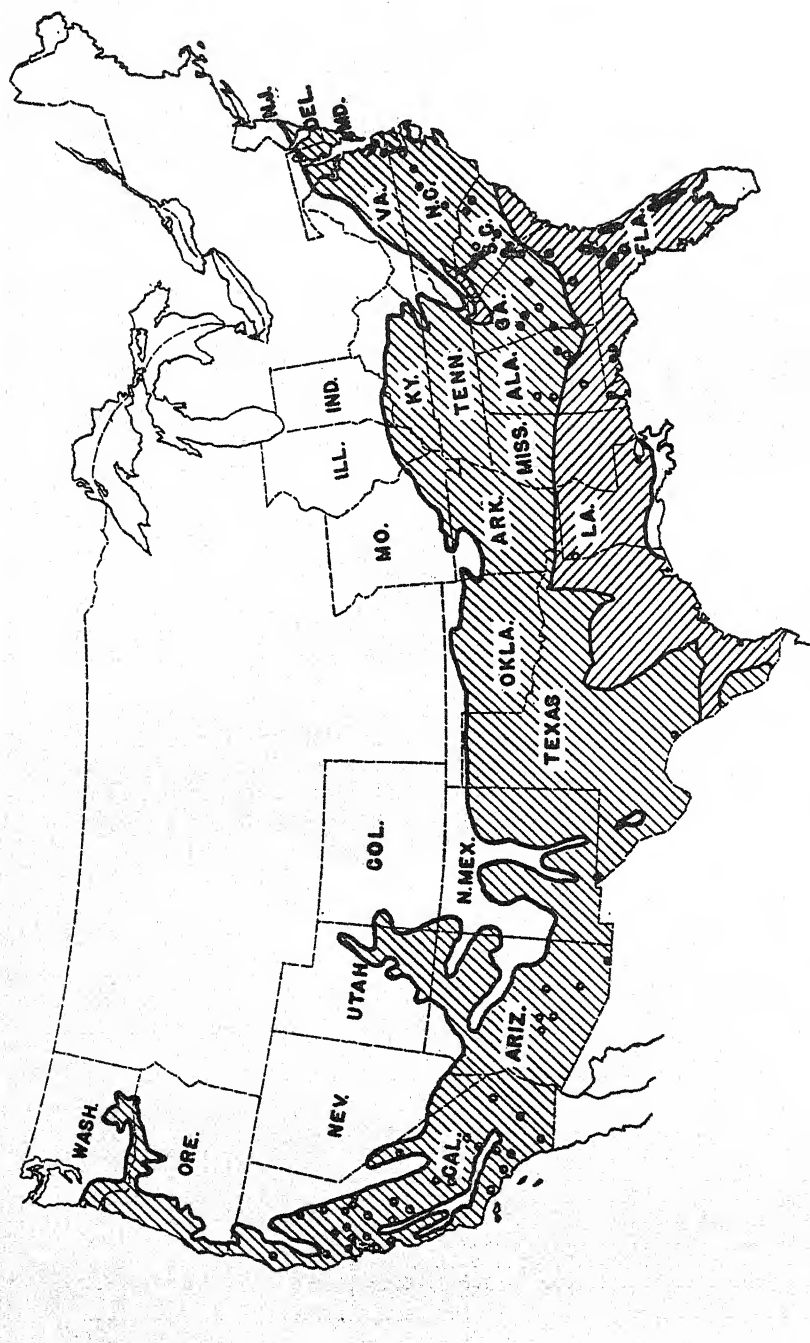 WASH.
ORE.
NEV.
CAL.
UTAH
ARIZ.
COL.
N.MEX.
TEXAS
OKLA.
MO.
ARK.
LA.
ILL.
IND.
KY.
TENN.
MISS.
ALA.
GA.
FLA.
S.C.
N.C.
VA.
MD.
DEL.
N.J.